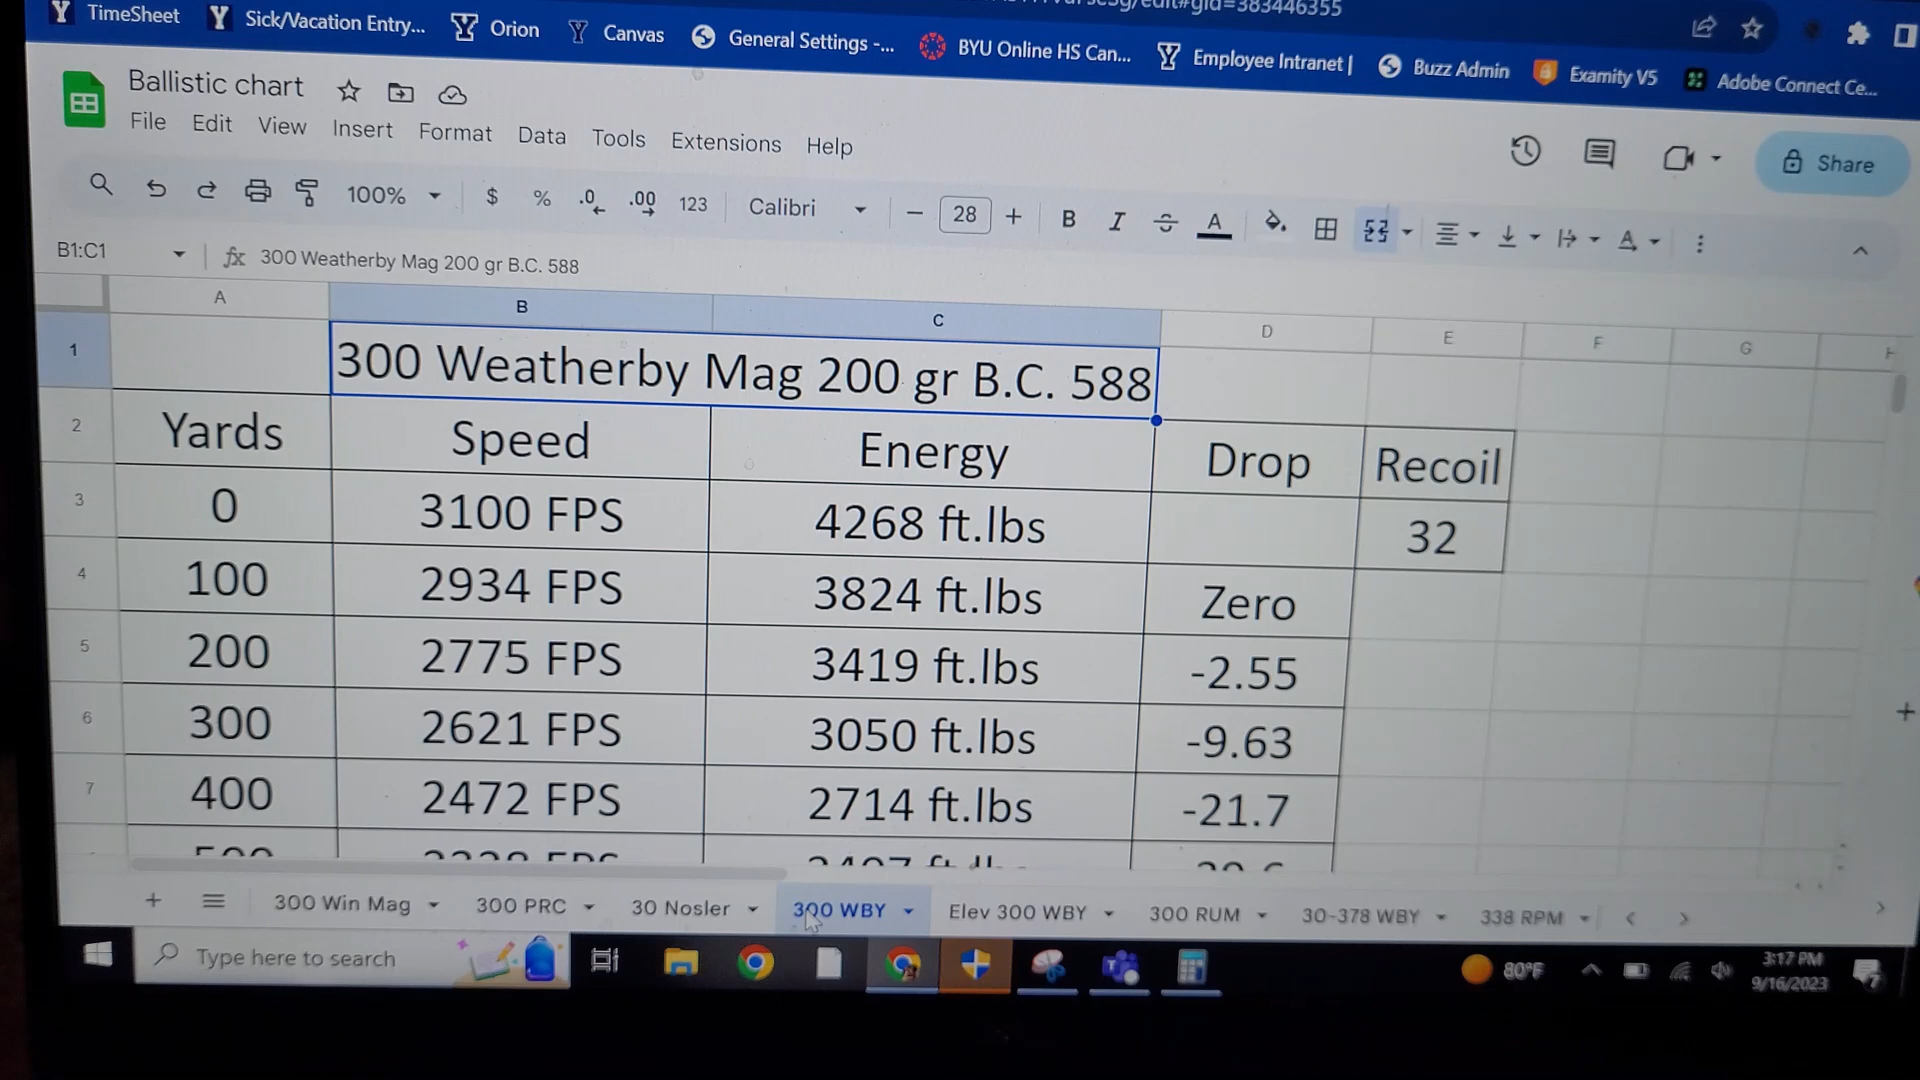 /edit#gid=383446355
TimeSheet Sick/Vacation Entry... Orion Canvas General Settings -... BYU Online HS Can... Employee Intranet | Buzz Admin Examity V5 Adobe Connect Ce...
Ballistic chart
File Edit View Insert Format Data Tools Extensions Help
Share
100% $ % .0 .00 123 Calibri 28 B I A
B1:C1 fx 300 Weatherby Mag 200 gr B.C. 588
A B C D E F G H
1 300 Weatherby Mag 200 gr B.C. 588
2 Yards Speed Energy Drop Recoil
3 0 3100 FPS 4268 ft.lbs 32
4 100 2934 FPS 3824 ft.lbs Zero
5 200 2775 FPS 3419 ft.lbs -2.55
6 300 2621 FPS 3050 ft.lbs -9.63
7 400 2472 FPS 2714 ft.lbs -21.7
300 Win Mag 300 PRC 30 Nosler 300 WBY Elev 300 WBY 300 RUM 30-378 WBY 338 RPM
Type here to search
80°F
3:17 PM
9/16/2023